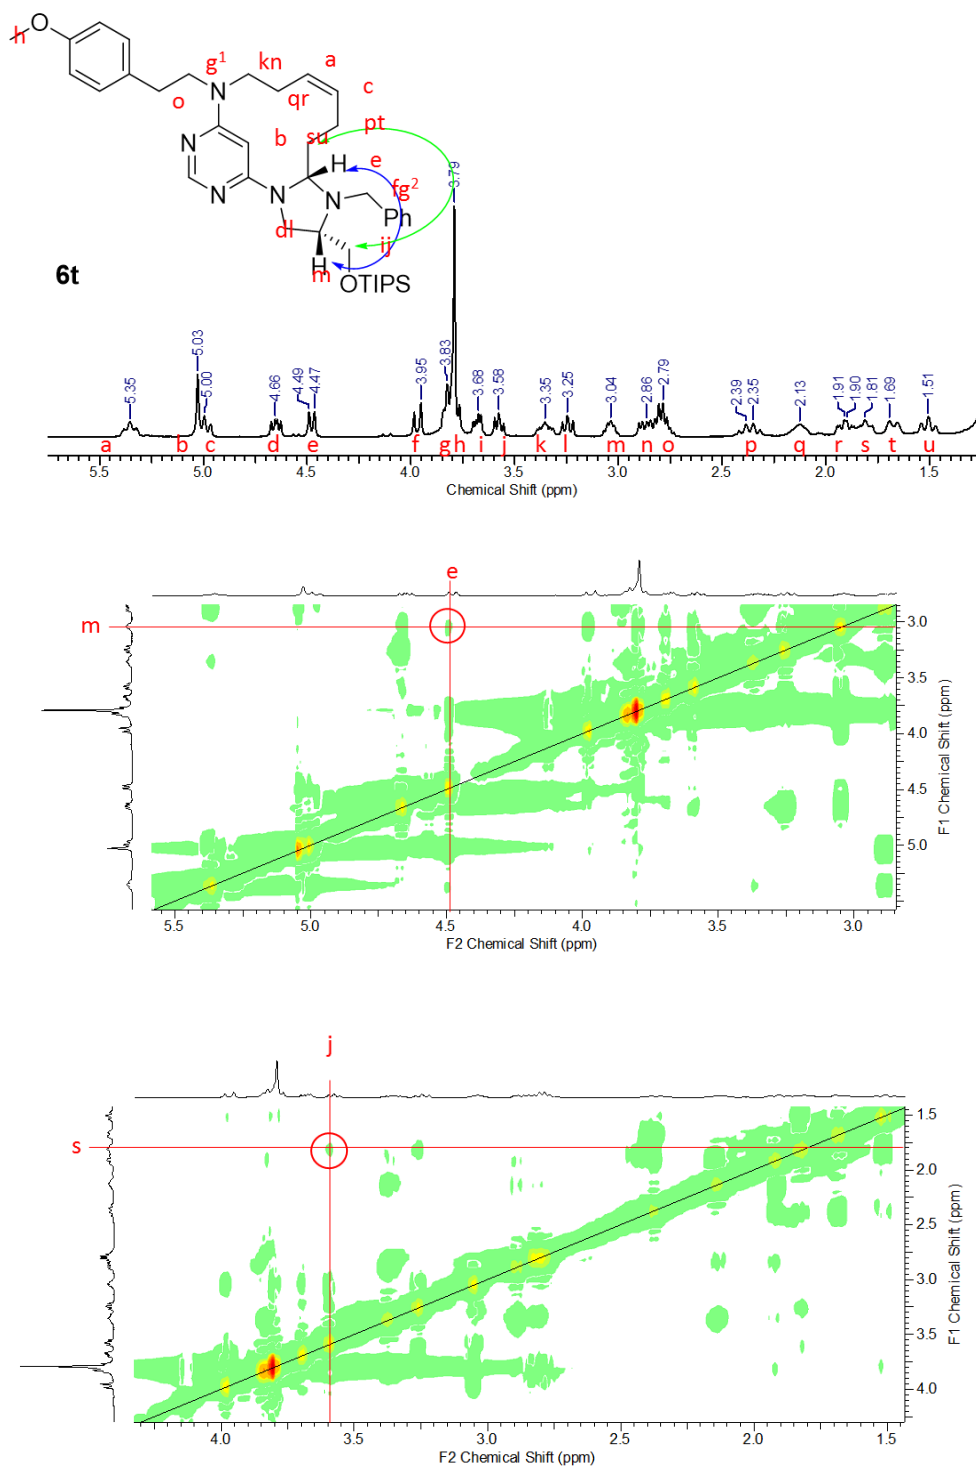 O
h
g¹
kn
a
o
N
qr
c
N
b
su
pt
H
e
N
N
N
fg²
Ph
dl
ij
H
m
OTIPS
6t
5.35
5.03
5.00
4.66
4.49
4.47
3.95
3.83
3.79
3.68
3.58
3.35
3.25
3.04
2.86
2.79
2.39
2.35
2.13
1.91
1.90
1.81
1.69
1.51
a b c d e f g h i j k l m n o p q r s t u
5.5 5.0 4.5 4.0 3.5 3.0 2.5 2.0 1.5
Chemical Shift (ppm)
e
m
3.0
3.5
4.0
4.5
5.0
F1 Chemical Shift (ppm)
5.5 5.0 4.5 4.0 3.5 3.0
F2 Chemical Shift (ppm)
j
s
1.5
2.0
2.5
3.0
3.5
4.0
F1 Chemical Shift (ppm)
4.0 3.5 3.0 2.5 2.0 1.5
F2 Chemical Shift (ppm)